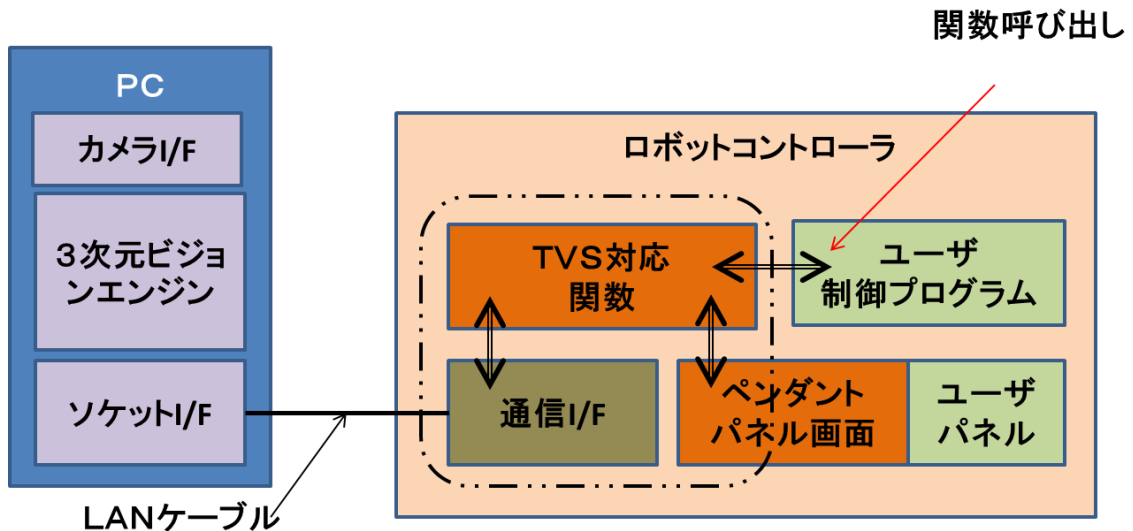 関数呼び出し
PC
カメラI/F
３次元ビジョ
ンエンジン
ソケットI/F
LANケーブル
ロボットコントローラ
TVS対応
関数
ユーザ
制御プログラム
通信I/F
ペンダント
パネル画面
ユーザ
パネル